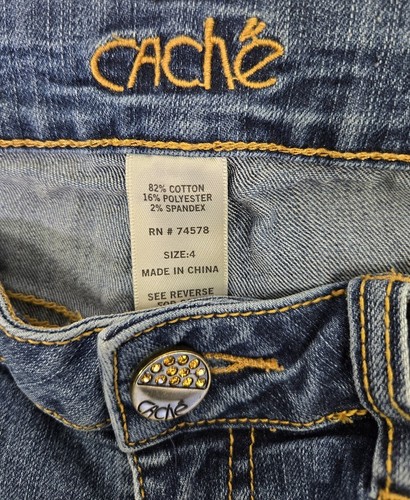 Caché
82% COTTON
16% POLYESTER
2% SPANDEX
RN # 74578
SIZE:4
MADE IN CHINA
SEE REVERSE
CACHé